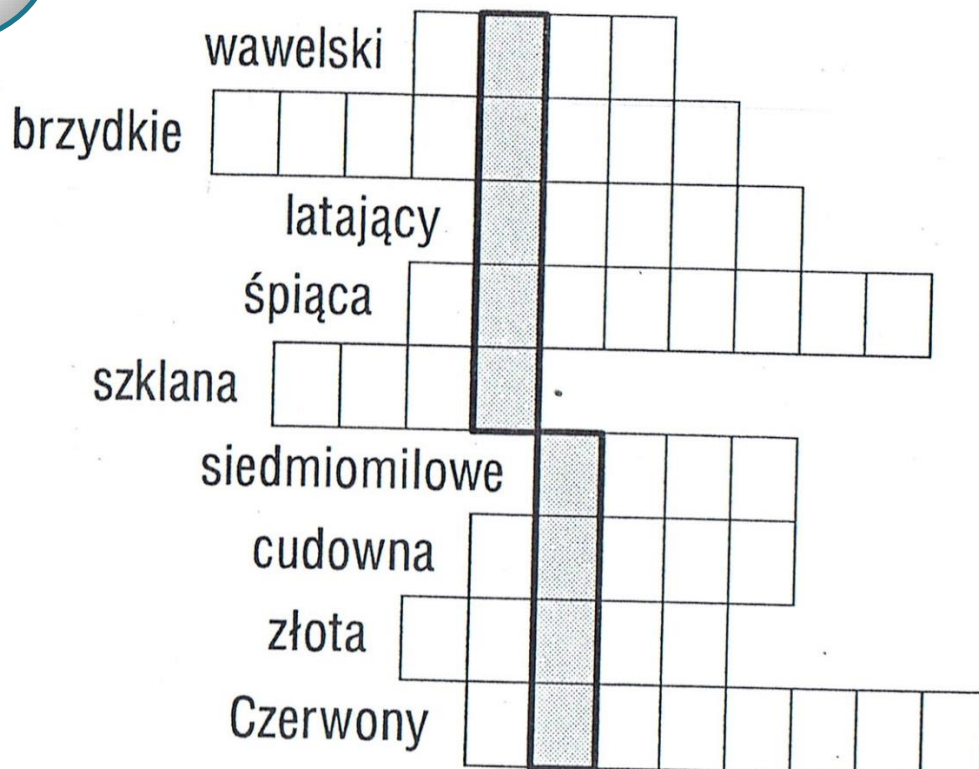 wawelski
brzydkie
latający
śpiąca
szklana
siedmiomilowe
cudowna
złota
Czerwony